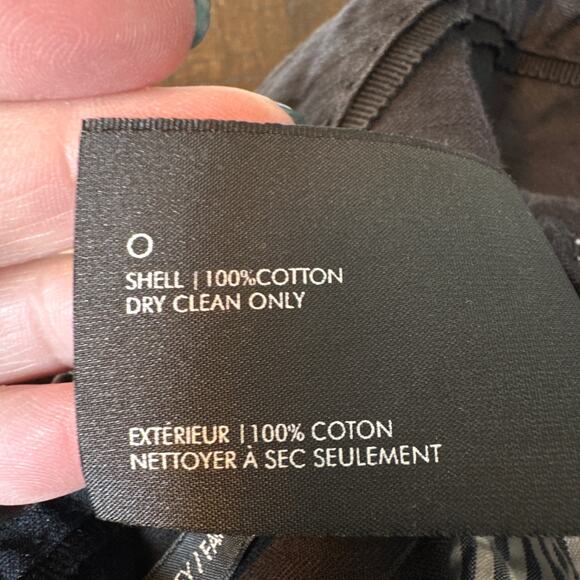 O
SHELL | 100%COTTON
DRY CLEAN ONLY
EXTÉRIEUR | 100% COTON
NETTOYER À SEC SEULEMENT